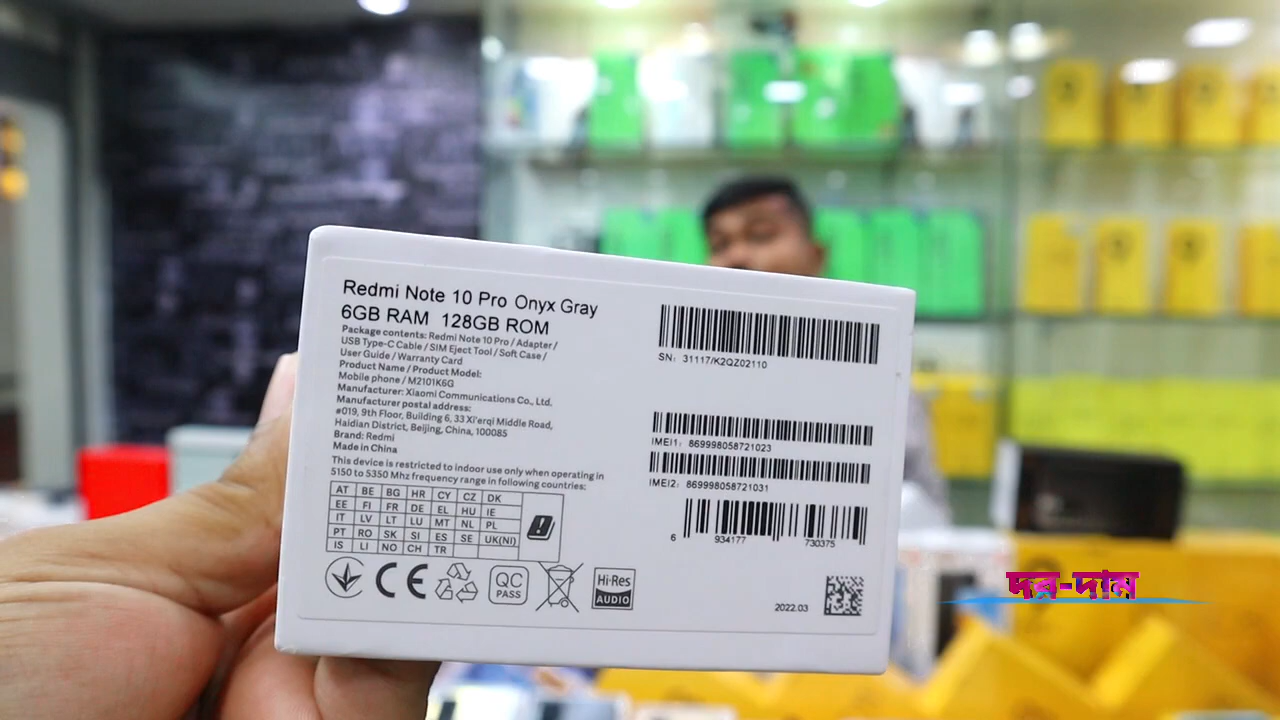 Redmi Note 10 Pro Onyx Gray
6GB RAM 128GB ROM
Package contents: Redmi Note 10 Pro / Adapter /
USB Type-C Cable / SIM Eject Tool / Soft Case /
User Guide / Warranty Card
Product Name / Product Model:
Mobile phone / M2101K6G
Manufacturer: Xiaomi Communications Co., Ltd.
Manufacturer postal address:
#019, 9th Floor, Building 6, 33 Xi'erqi Middle Road,
Haidian District, Beijing, China, 100085
Brand: Redmi
Made in China
This device is restricted to indoor use only when operating in
5150 to 5350 Mhz frequency range in following countries:
AT BE BG HR CY CZ DK
EE FI FR DE EL HU IE
IT LV LT LU MT NL PL
PT RO SK SI ES SE UK(NI)
IS LI NO CH TR
CE
QC
PASS
Hi-Res
AUDIO
SN: 31117/K2QZ02110
IMEI1: 869998058721023
IMEI2: 869998058721031
6 934177 730375
2022.03
দর-দাম